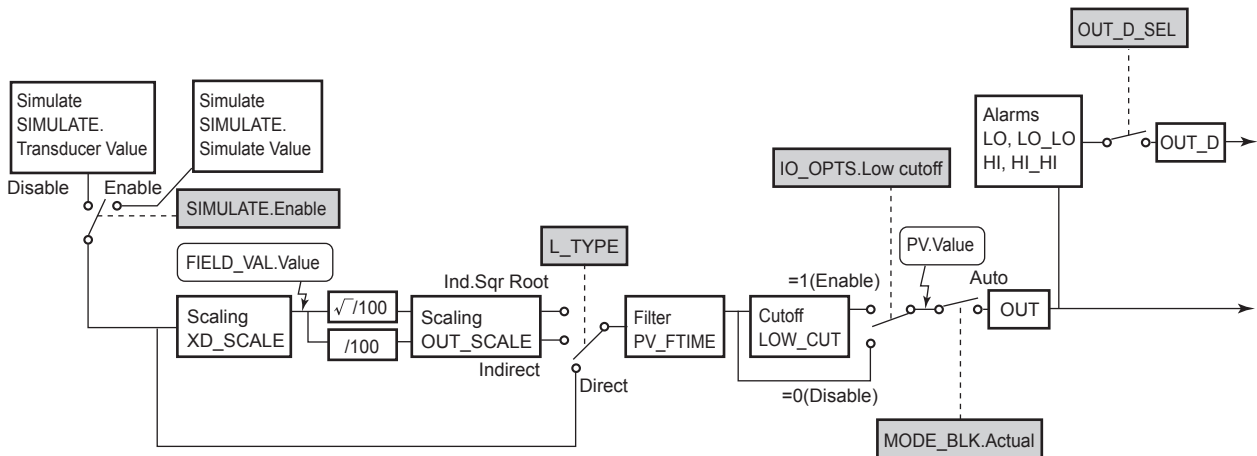 OUT_D_SEL
Simulate
SIMULATE.
Transducer Value
Simulate
SIMULATE.
Simulate Value
Disable
Enable
SIMULATE.Enable
FIELD_VAL.Value
Scaling
XD_SCALE
√/100
/100
Scaling
OUT_SCALE
L_TYPE
Ind.Sqr Root
Indirect
Direct
Filter
PV_FTIME
IO_OPTS.Low cutoff
=1(Enable)
Cutoff
LOW_CUT
=0(Disable)
PV.Value
Auto
OUT
MODE_BLK.Actual
Alarms
LO, LO_LO
HI, HI_HI
OUT_D